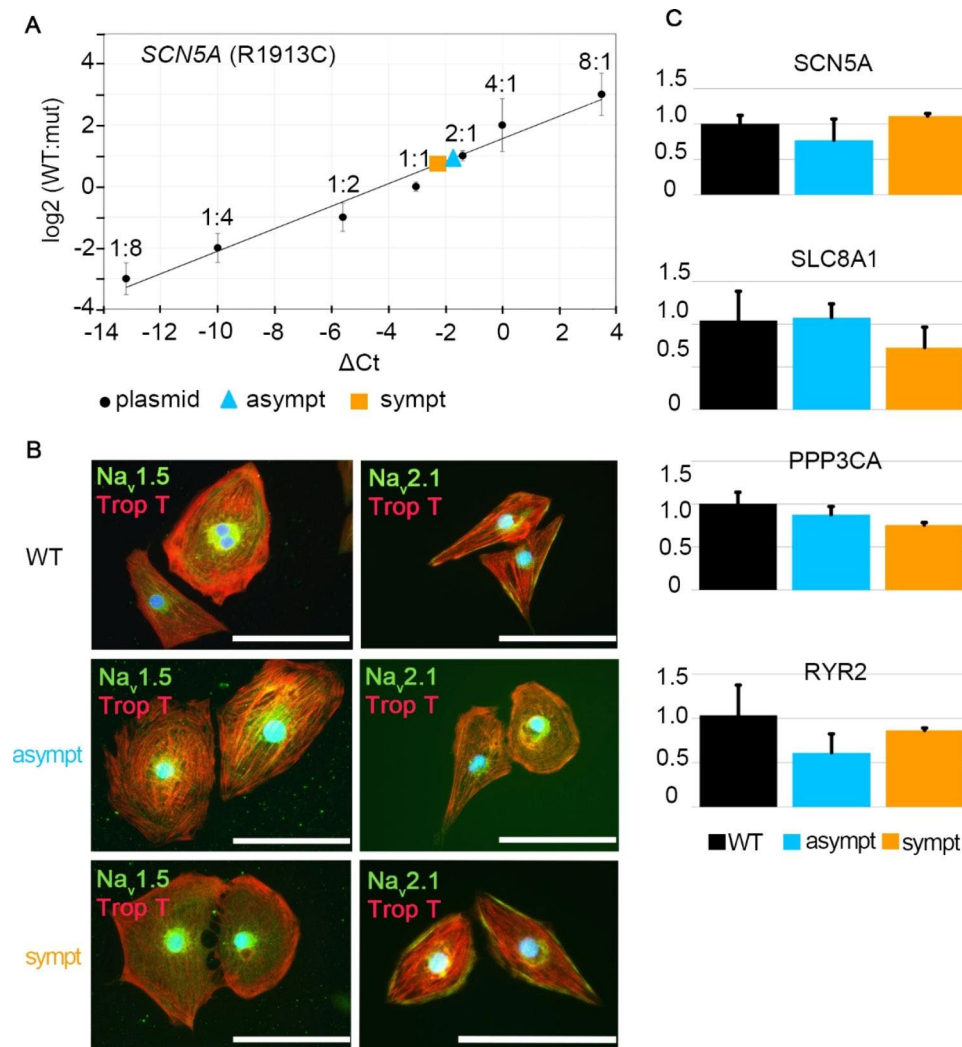 A
SCN5A (R1913C)
log2 (WT:mut)
4
2
0
-2
-4
1:8
1:4
1:2
1:1
2:1
4:1
8:1
-14 -12 -10 -8 -6 -4 -2 0 2 4
ΔCt
plasmid asympt sympt
B
WT
Nav1.5
Trop T
Nav2.1
Trop T
asympt
Nav1.5
Trop T
Nav2.1
Trop T
sympt
Nav1.5
Trop T
Nav2.1
Trop T
C
SCN5A
1.5
1.0
0.5
0
SLC8A1
1.5
1.0
0.5
0
PPP3CA
1.5
1.0
0.5
0
RYR2
1.5
1.0
0.5
0
WT asympt sympt